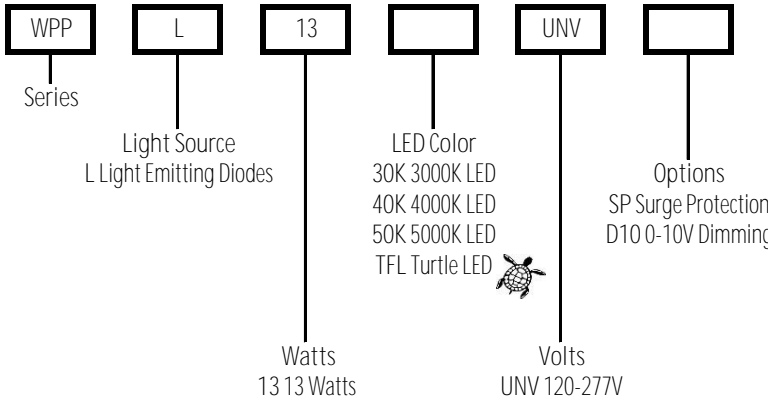 WPP L 13 UNV
Series
Light Source
L Light Emitting Diodes
LED Color
30K 3000K LED
40K 4000K LED
50K 5000K LED
TFL Turtle LED
Options
SP Surge Protection
D10 0-10V Dimming
Watts
13 13 Watts
Volts
UNV 120-277V